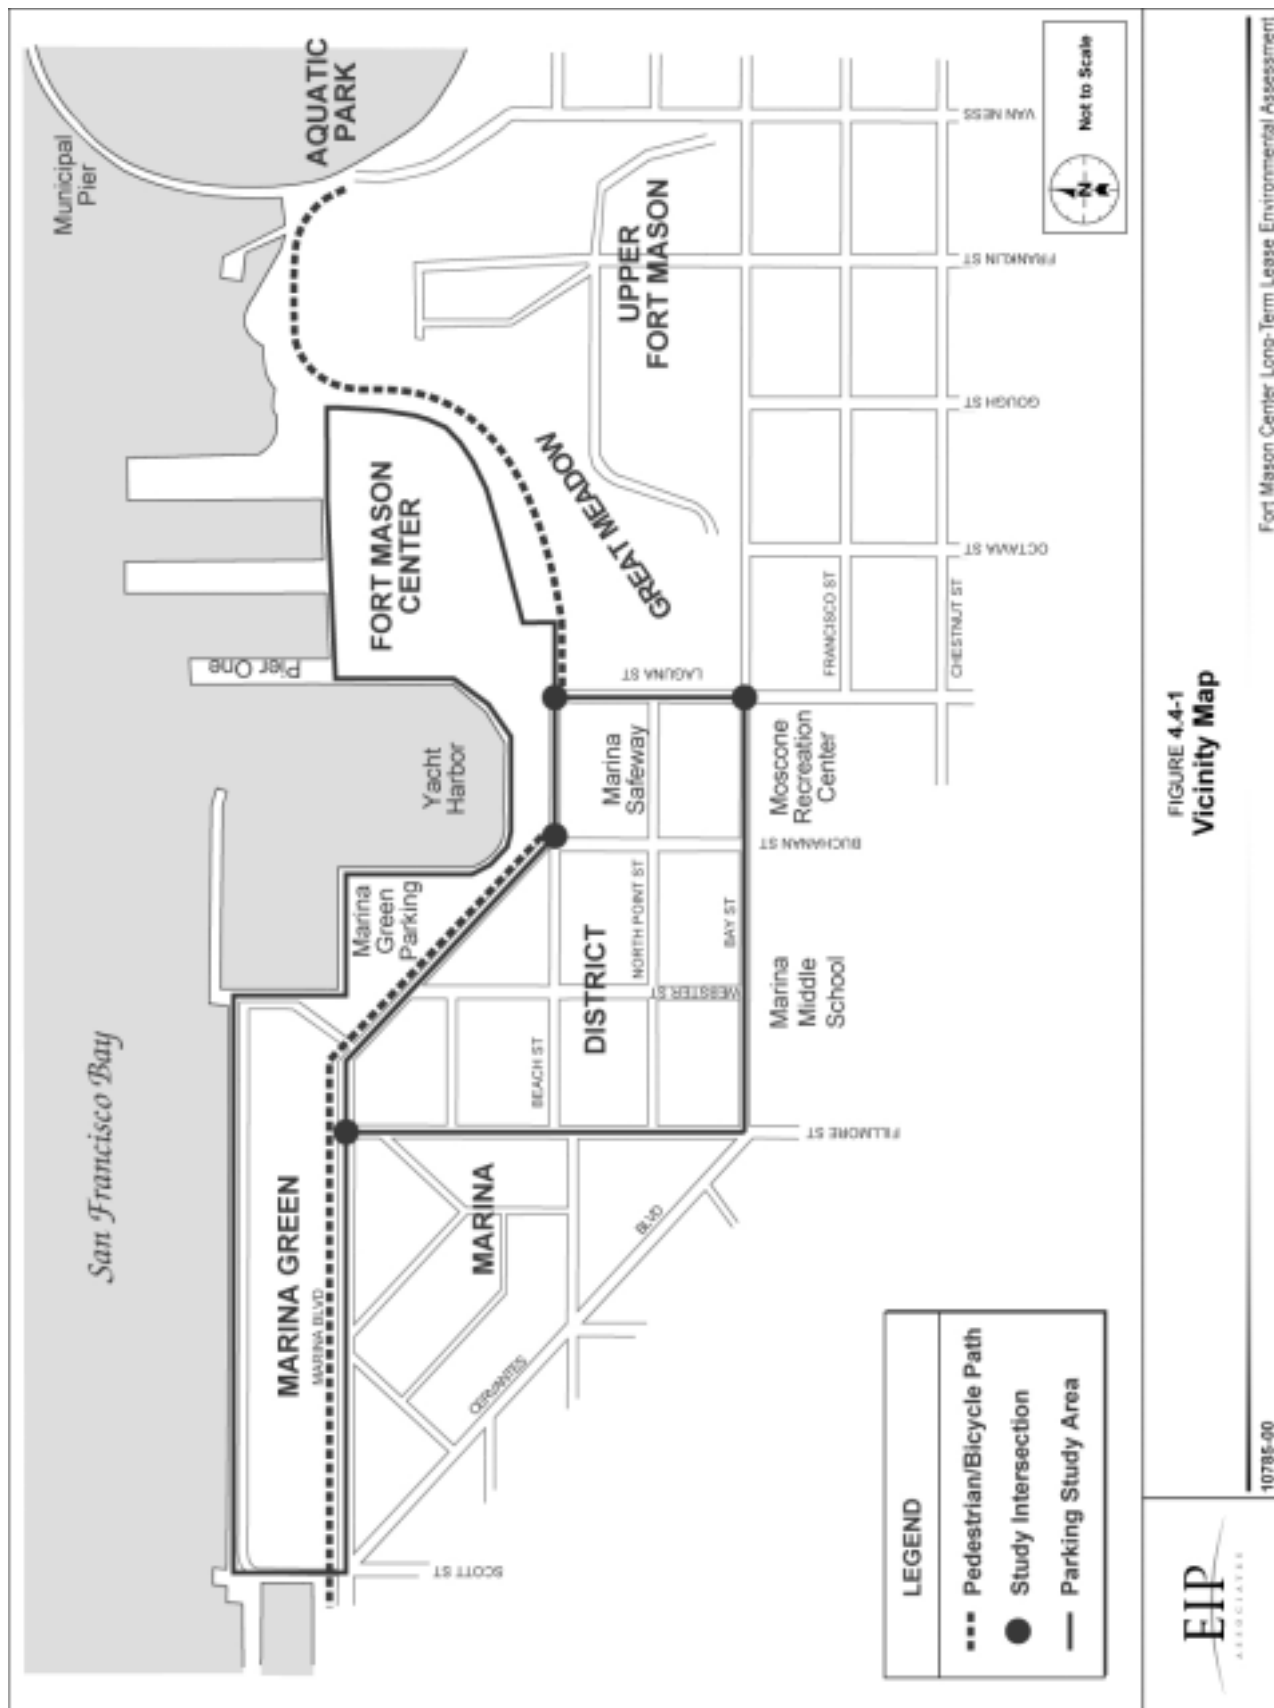 San Francisco Bay
Municipal
Pier
AQUATIC
PARK
MARINA GREEN
MARINA BLVD
Marina
Green
Parking
Yacht
Harbor
Pier One
FORT MASON
CENTER
GREAT MEADOW
UPPER
FORT MASON
MARINA
DISTRICT
CERVANTES
BLVD
SCOTT ST
BEACH ST
NORTH POINT ST
BAY ST
WEBSTER ST
FILLMORE ST
BUCHANAN ST
LAGUNA ST
Marina
Safeway
Marina
Middle
School
Moscone
Recreation
Center
FRANCISCO ST
CHESTNUT ST
OCTAVIA ST
GOUGH ST
FRANKLIN ST
VAN NESS
LEGEND
Pedestrian/Bicycle Path
Study Intersection
Parking Study Area
N
Not to Scale
FIGURE 4.4-1
Vicinity Map
EIP
ASSOCIATES
10785-00
Fort Mason Center Long-Term Lease Environmental Assessment